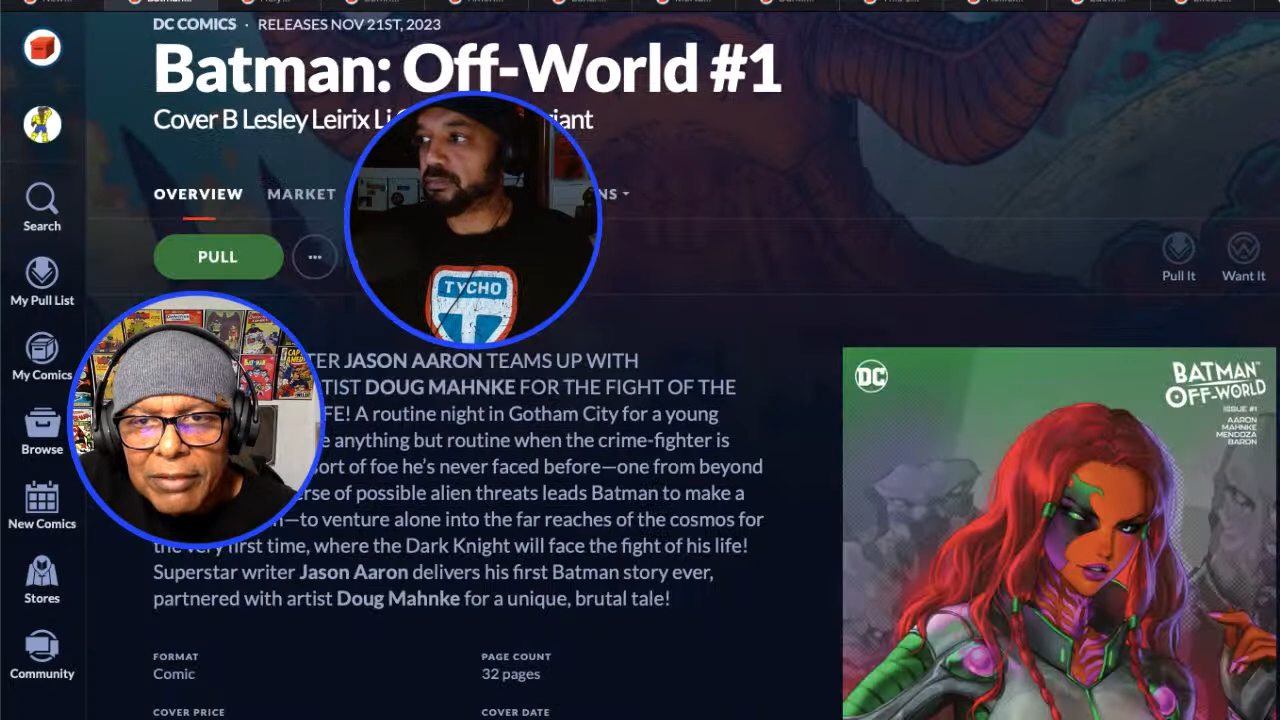 DC COMICS · RELEASES NOV 21ST, 2023
Batman: Off-World #1
Cover B Lesley Leirix Li
OVERVIEW MARKET
PULL
Pull It
Want It
Search
My Pull List
My Comics
Browse
New Comics
Stores
Community
TYCHO
JASON AARON TEAMS UP WITH
DOUG MAHNKE FOR THE FIGHT OF THE
A routine night in Gotham City for a young
anything but routine when the crime-fighter is
sort of foe he's never faced before—one from beyond
of possible alien threats leads Batman to make a
—to venture alone into the far reaches of the cosmos for
the very first time, where the Dark Knight will face the fight of his life!
Superstar writer Jason Aaron delivers his first Batman story ever,
partnered with artist Doug Mahnke for a unique, brutal tale!
FORMAT
Comic
PAGE COUNT
32 pages
COVER PRICE
COVER DATE
DC
BATMAN
OFF-WORLD
ISSUE #1
AARON
MAHNKE
MENDOZA
BARON